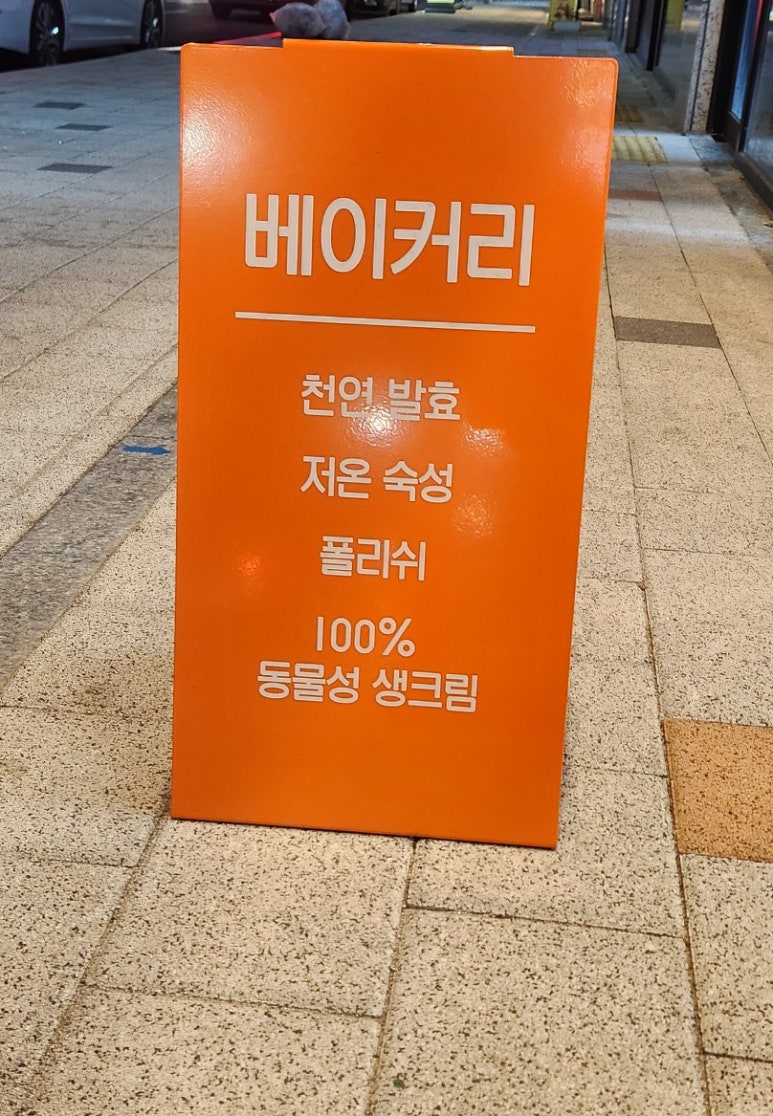 베이커리
천연 발효
저온 숙성
폴리쉬
100%
동물성 생크림